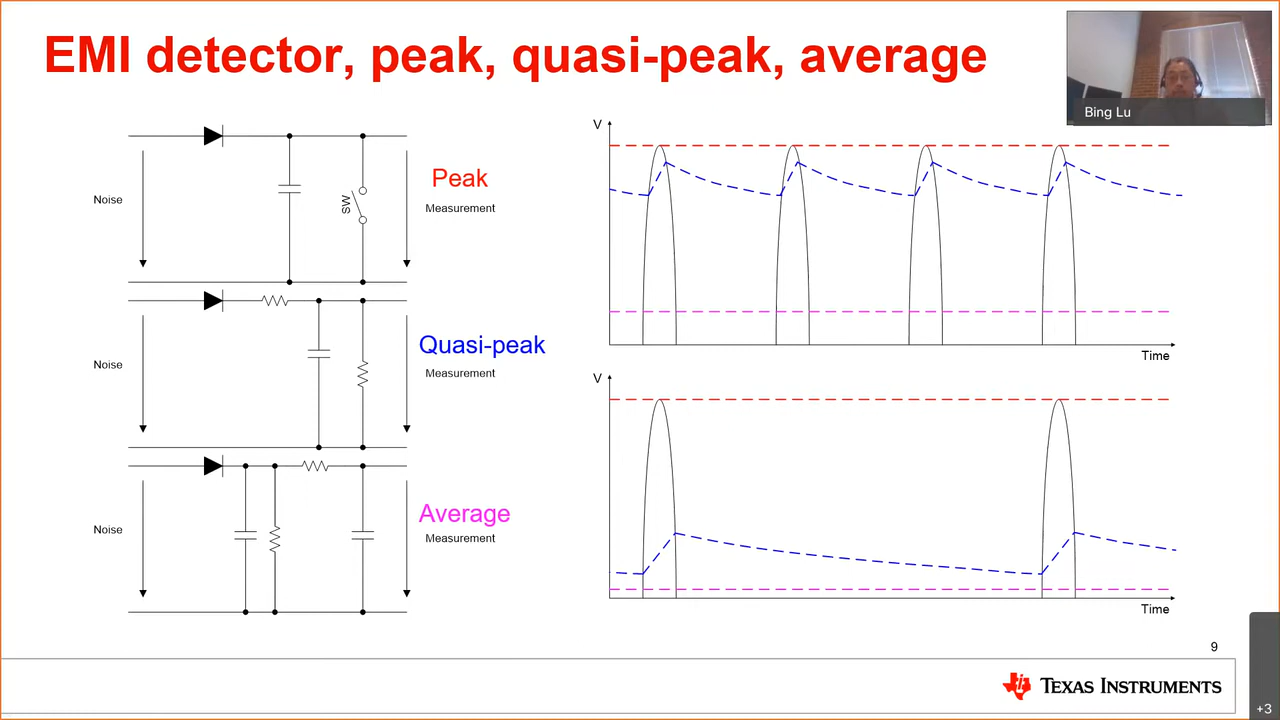 EMI detector, peak, quasi-peak, average
Bing Lu
Noise
SW
Peak
Measurement
Noise
Quasi-peak
Measurement
Noise
Average
Measurement
V
Time
V
Time
9
TEXAS INSTRUMENTS
+3